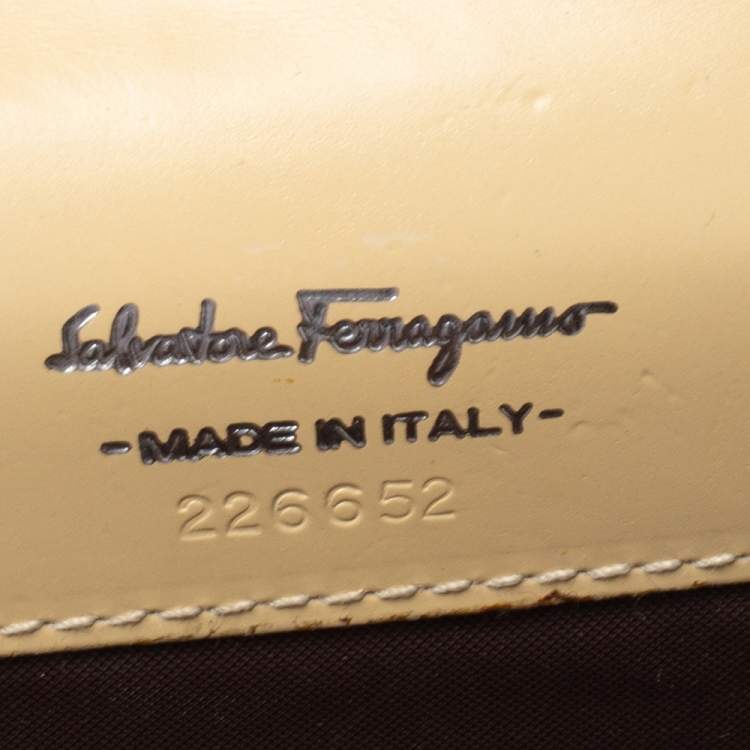 Salvatore Ferragamo
-MADE IN ITALY-
226652